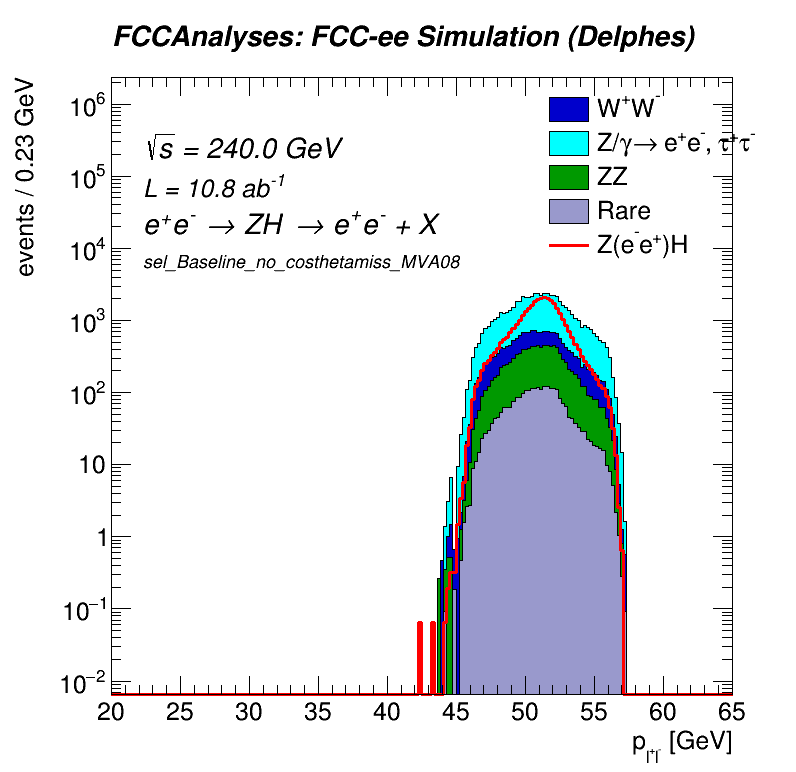 FCCAnalyses: FCC-ee Simulation (Delphes)
events / 0.23 GeV
√s = 240.0 GeV
L = 10.8 ab⁻¹
e⁺e⁻ → ZH → e⁺e⁻ + X
sel_Baseline_no_costhetamiss_MVA08
W⁺W⁻
Z/γ→ e⁺e⁻, τ⁺τ⁻
ZZ
Rare
Z(e⁻e⁺)H
10⁶
10⁵
10⁴
10³
10²
10
1
10⁻¹
10⁻²
20 25 30 35 40 45 50 55 60 65
p_l⁺l⁻ [GeV]